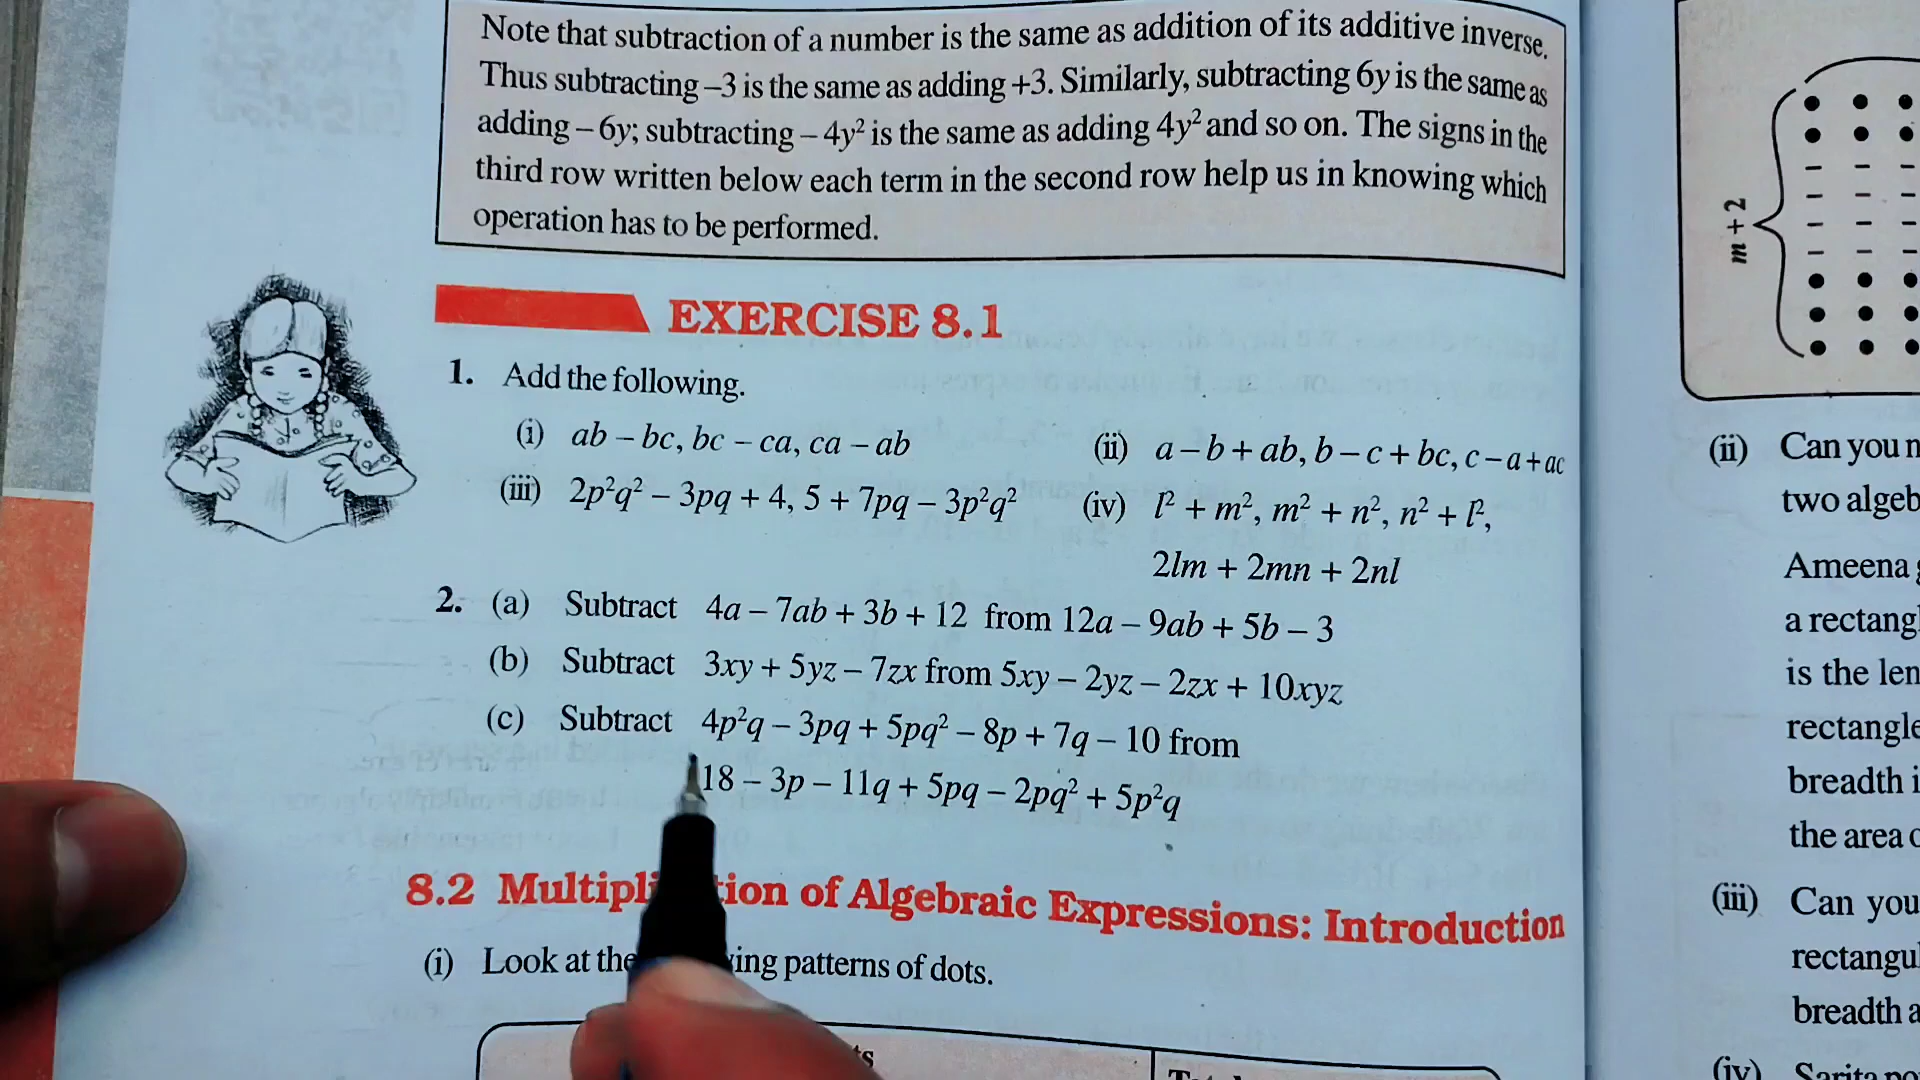 Note that subtraction of a number is the same as addition of its additive inverse.
Thus subtracting –3 is the same as adding +3. Similarly, subtracting 6y is the same as
adding – 6y; subtracting – 4y² is the same as adding 4y² and so on. The signs in the
third row written below each term in the second row help us in knowing which
operation has to be performed.
EXERCISE 8.1
1. Add the following.
(i) ab – bc, bc – ca, ca – ab (ii) a – b + ab, b – c + bc, c – a + ac
(iii) 2p²q² – 3pq + 4, 5 + 7pq – 3p²q² (iv) l² + m², m² + n², n² + l²,
2lm + 2mn + 2nl
2. (a) Subtract 4a – 7ab + 3b + 12 from 12a – 9ab + 5b – 3
(b) Subtract 3xy + 5yz – 7zx from 5xy – 2yz – 2zx + 10xyz
(c) Subtract 4p²q – 3pq + 5pq² – 8p + 7q – 10 from
18 – 3p – 11q + 5pq – 2pq² + 5p²q
8.2 Multipli tion of Algebraic Expressions: Introduction
(i) Look at the ing patterns of dots.
m + 2
(ii) Can you
two algeb
Ameena
a rectang
is the len
rectangle
breadth i
the area
(iii) Can you
rectangu
breadth a
(iv) Sarita